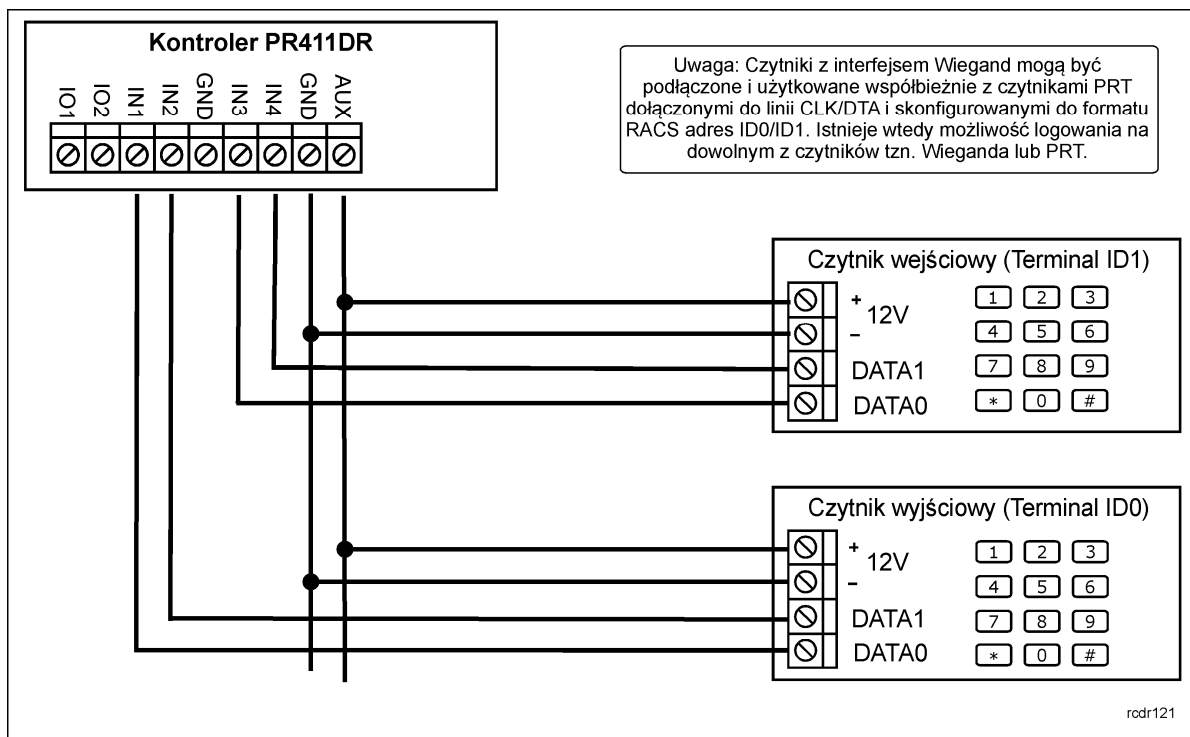 Kontroler PR411DR
IO1
IO2
IN1
IN2
GND
IN3
IN4
GND
AUX
Uwaga: Czytniki z interfejsem Wiegand mogą być
podłączone i użytkowane współbieżnie z czytnikami PRT
dołączonymi do linii CLK/DTA i skonfigurowanymi do formatu
RACS adres ID0/ID1. Istnieje wtedy możliwość logowania na
dowolnym z czytników tzn. Wieganda lub PRT.
Czytnik wejściowy (Terminal ID1)
+
12V
-
DATA1
DATA0
1 2 3
4 5 6
7 8 9
* 0 #
Czytnik wyjściowy (Terminal ID0)
+
12V
-
DATA1
DATA0
1 2 3
4 5 6
7 8 9
* 0 #
rcdr121